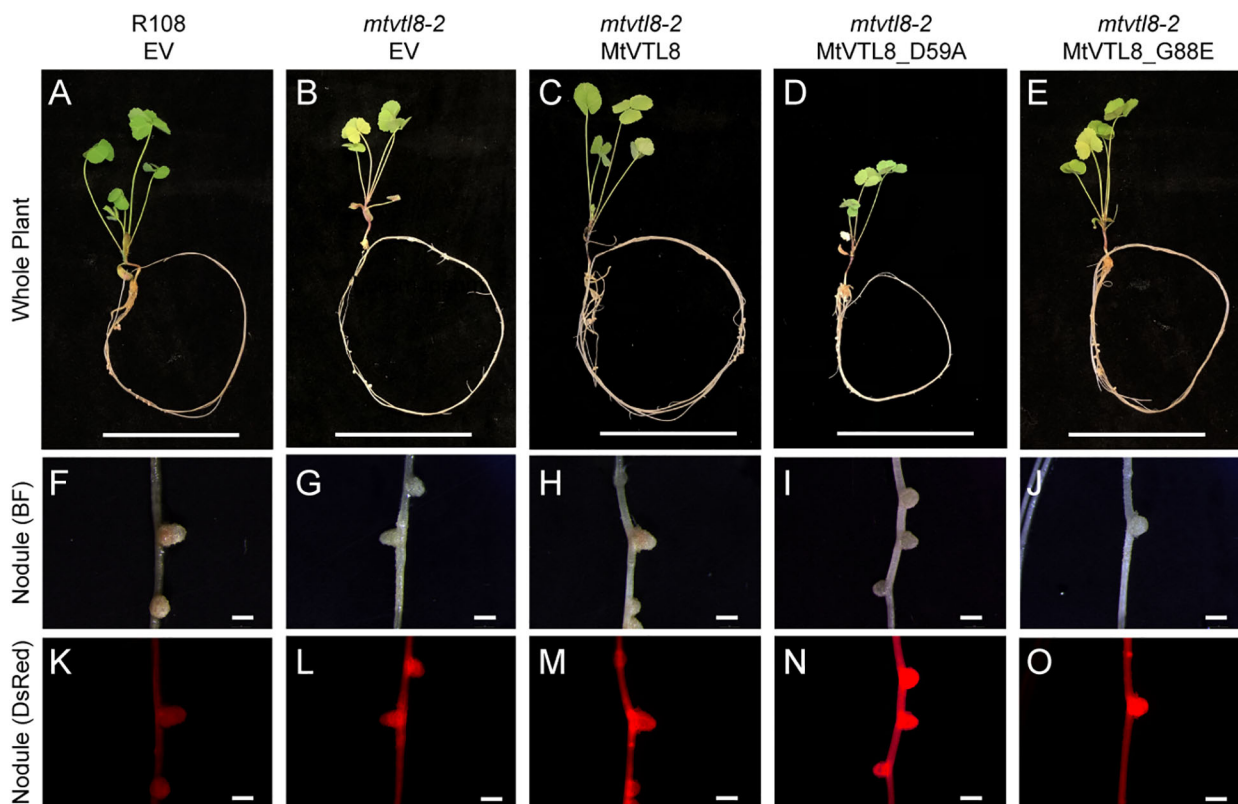 R108
EV
mtvtl8-2
EV
mtvtl8-2
MtVTL8
mtvtl8-2
MtVTL8_D59A
mtvtl8-2
MtVTL8_G88E
Whole Plant
A
B
C
D
E
Nodule (BF)
F
G
H
I
J
Nodule (DsRed)
K
L
M
N
O